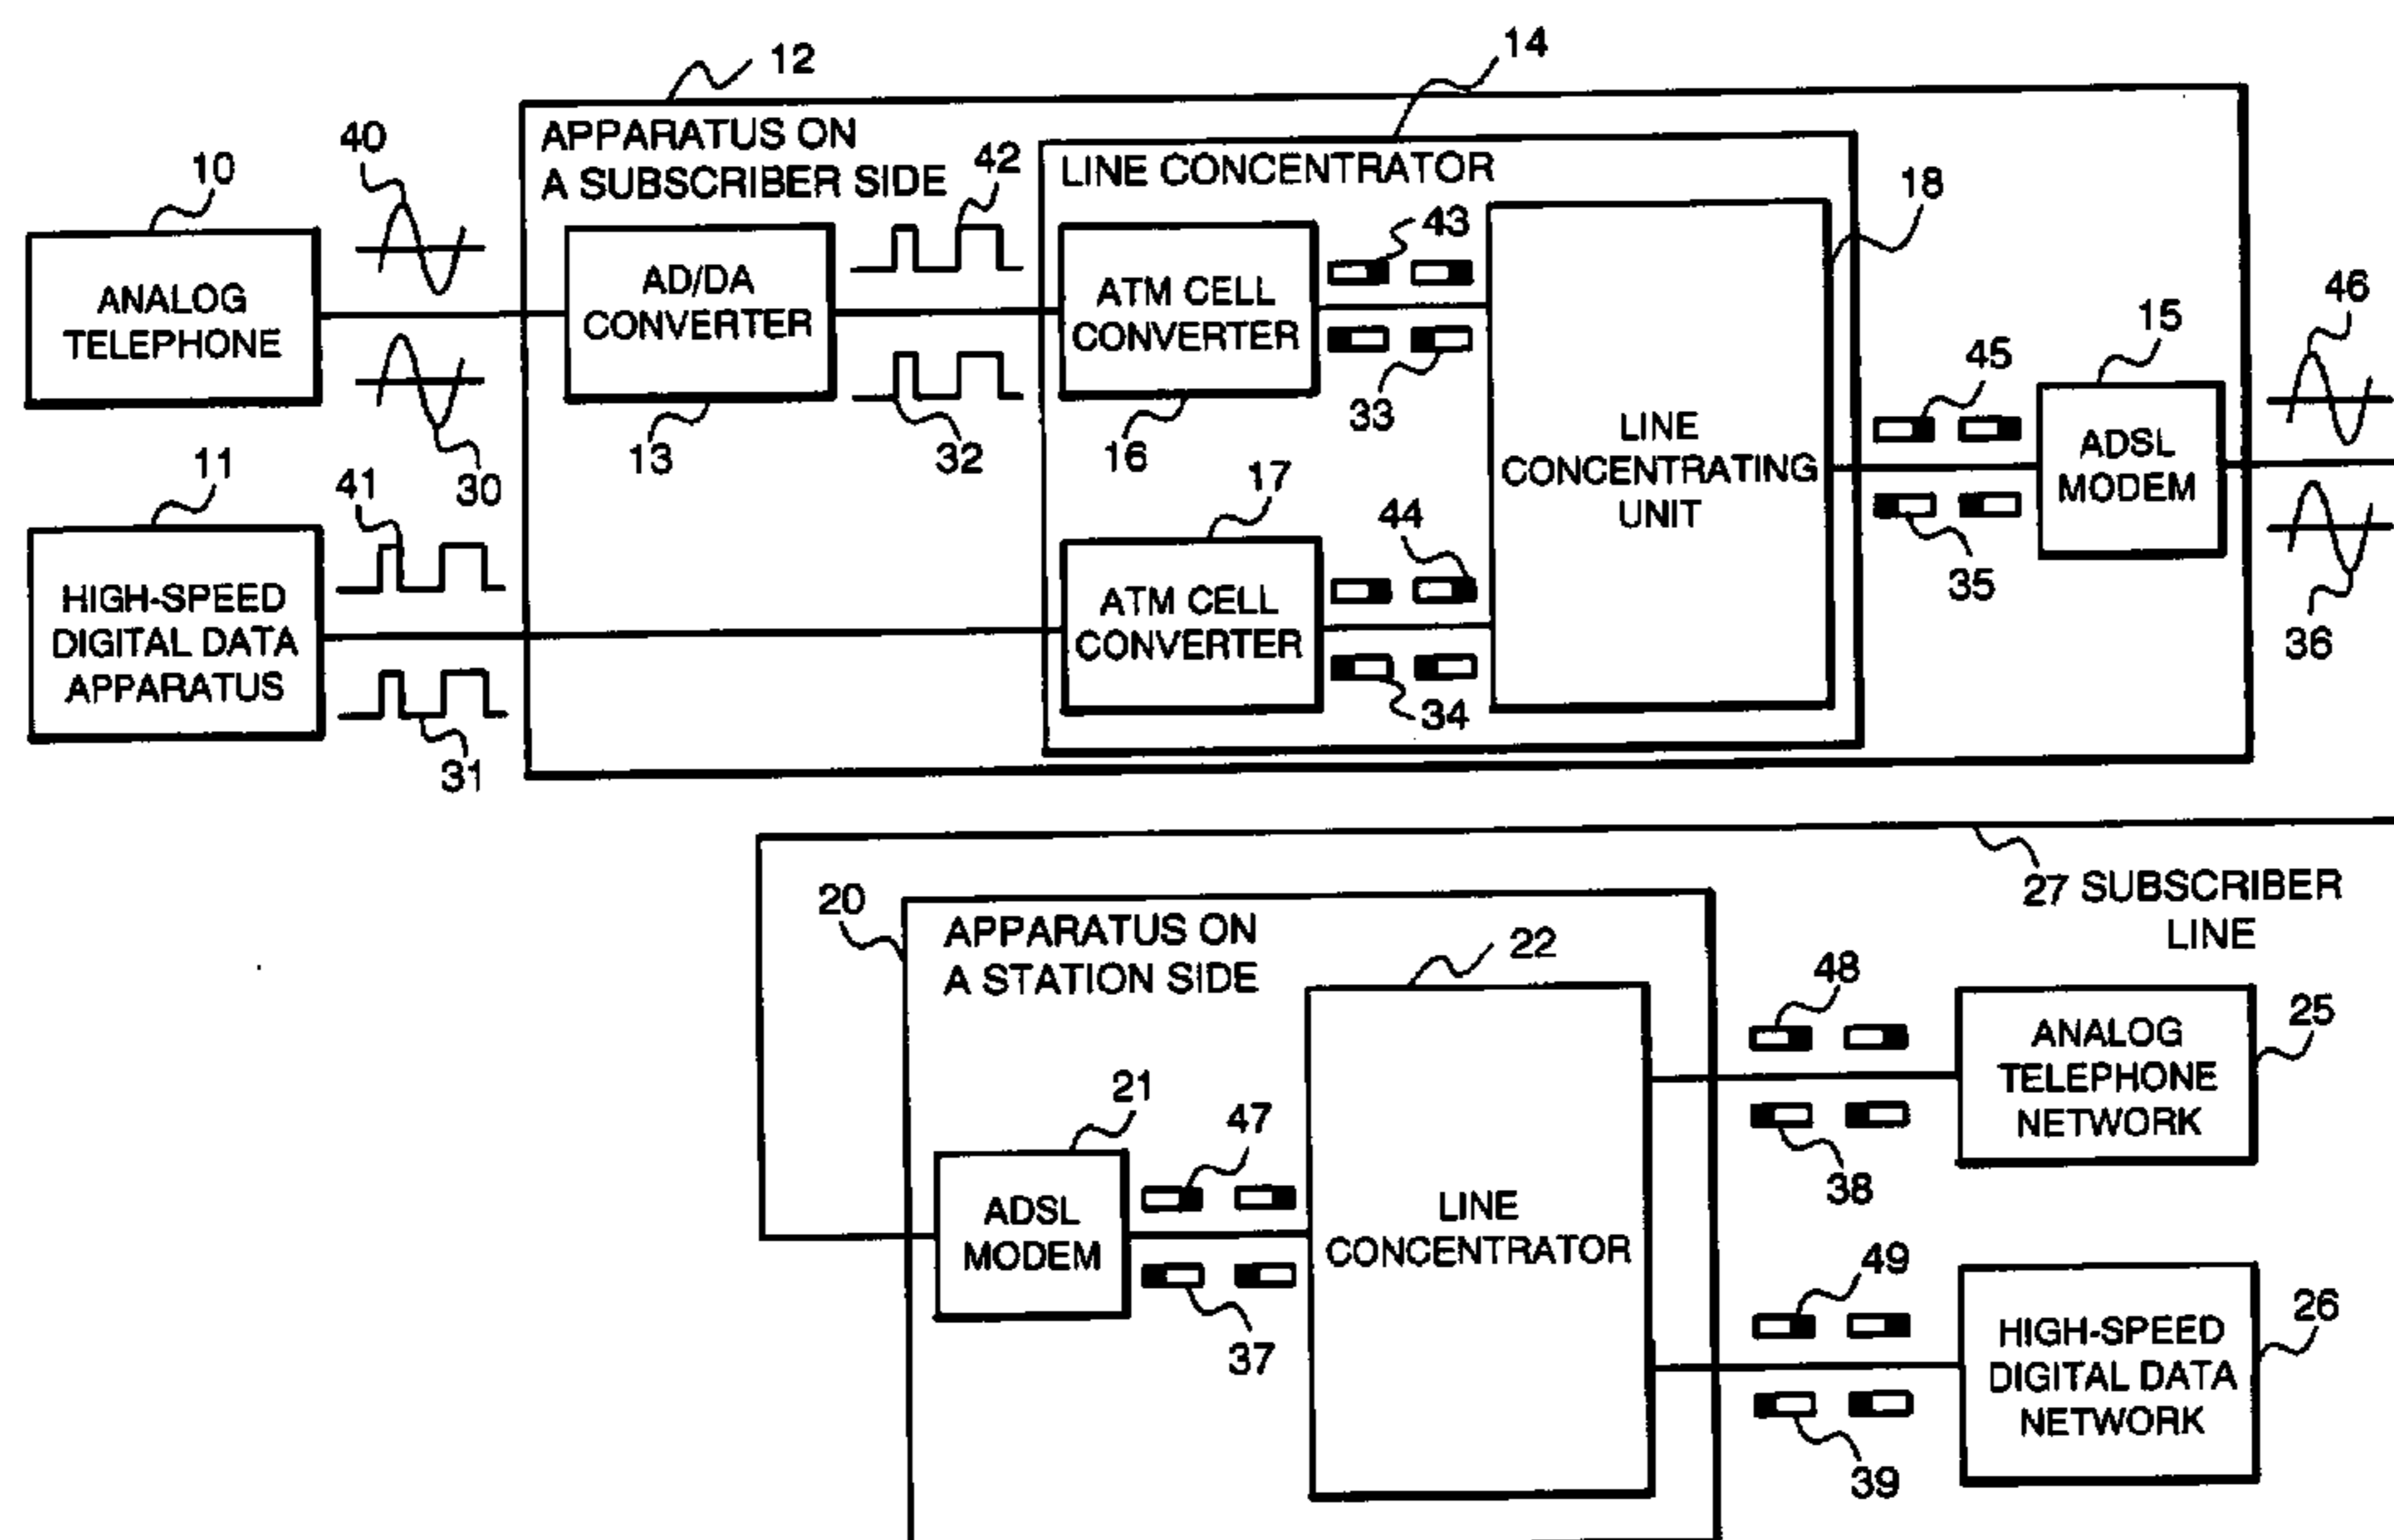 12
14
APPARATUS ON
A SUBSCRIBER SIDE
40
42
LINE CONCENTRATOR
10
18
43
ANALOG
TELEPHONE
AD/DA
CONVERTER
ATM CELL
CONVERTER
46
15
45
33
30
13
32
16
LINE
CONCENTRATING
UNIT
ADSL
MODEM
11
41
17
44
35
36
HIGH-SPEED
DIGITAL DATA
APPARATUS
ATM CELL
CONVERTER
34
31
27 SUBSCRIBER
LINE
20
APPARATUS ON
A STATION SIDE
22
48
25
ANALOG
TELEPHONE
NETWORK
21
47
38
ADSL
MODEM
LINE
CONCENTRATOR
49
26
37
HIGH-SPEED
DIGITAL DATA
NETWORK
39